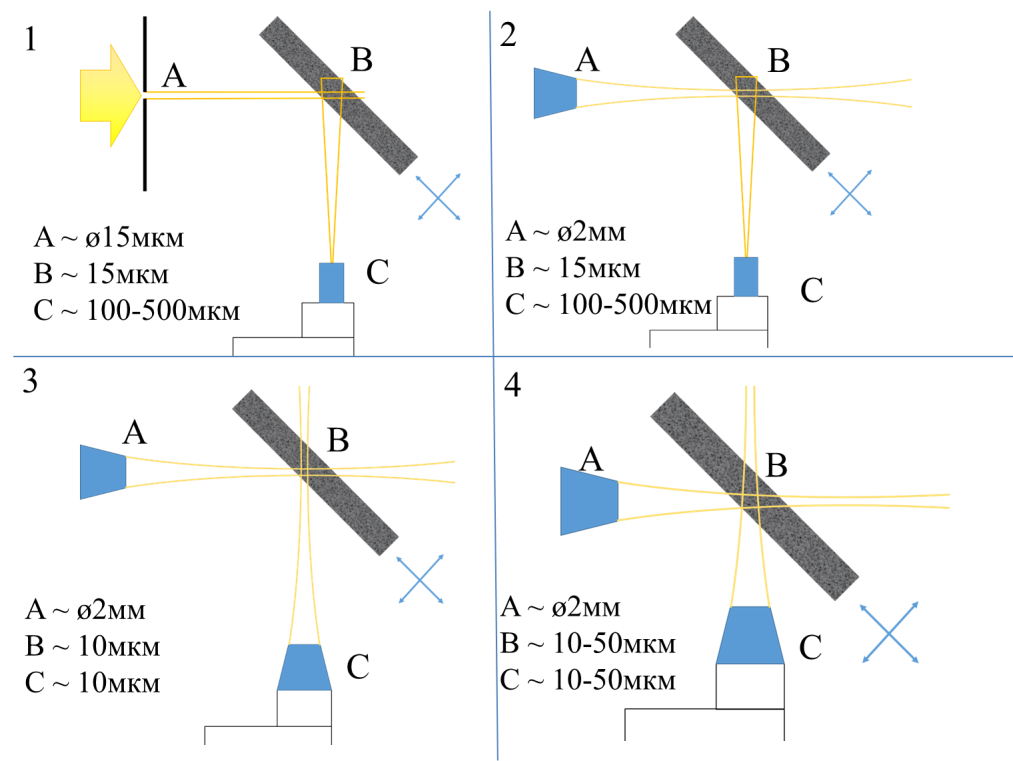 1
A
B
C
A ~ ø15мкм
B ~ 15мкм
C ~ 100-500мкм
2
A
B
C
A ~ ø2мм
B ~ 15мкм
C ~ 100-500мкм
3
A
B
C
A ~ ø2мм
B ~ 10мкм
C ~ 10мкм
4
A
B
C
A ~ ø2мм
B ~ 10-50мкм
C ~ 10-50мкм